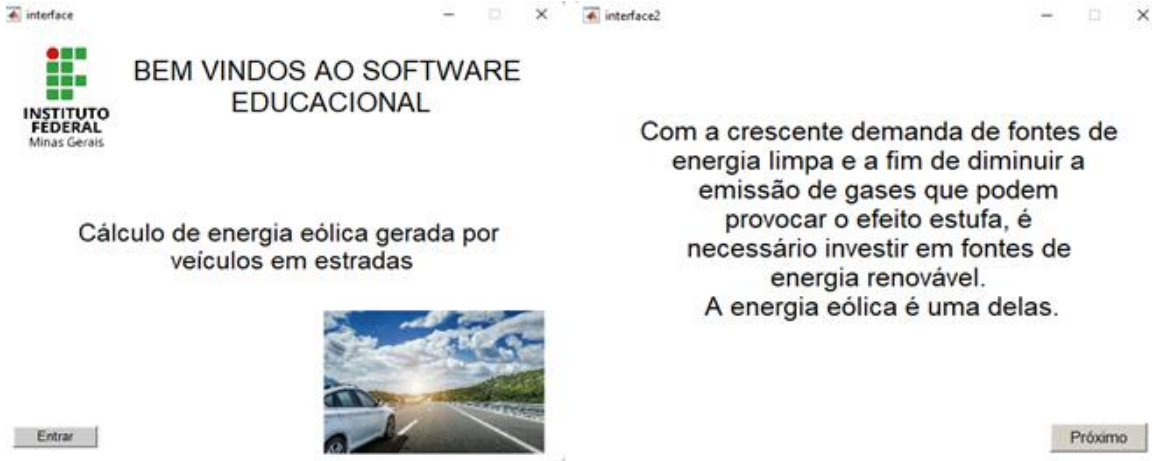 interface
INSTITUTO
FEDERAL
Minas Gerais
BEM VINDOS AO SOFTWARE
EDUCACIONAL
Cálculo de energia eólica gerada por
veículos em estradas
Entrar
interface2
Com a crescente demanda de fontes de
energia limpa e a fim de diminuir a
emissão de gases que podem
provocar o efeito estufa, é
necessário investir em fontes de
energia renovável.
A energia eólica é uma delas.
Próximo